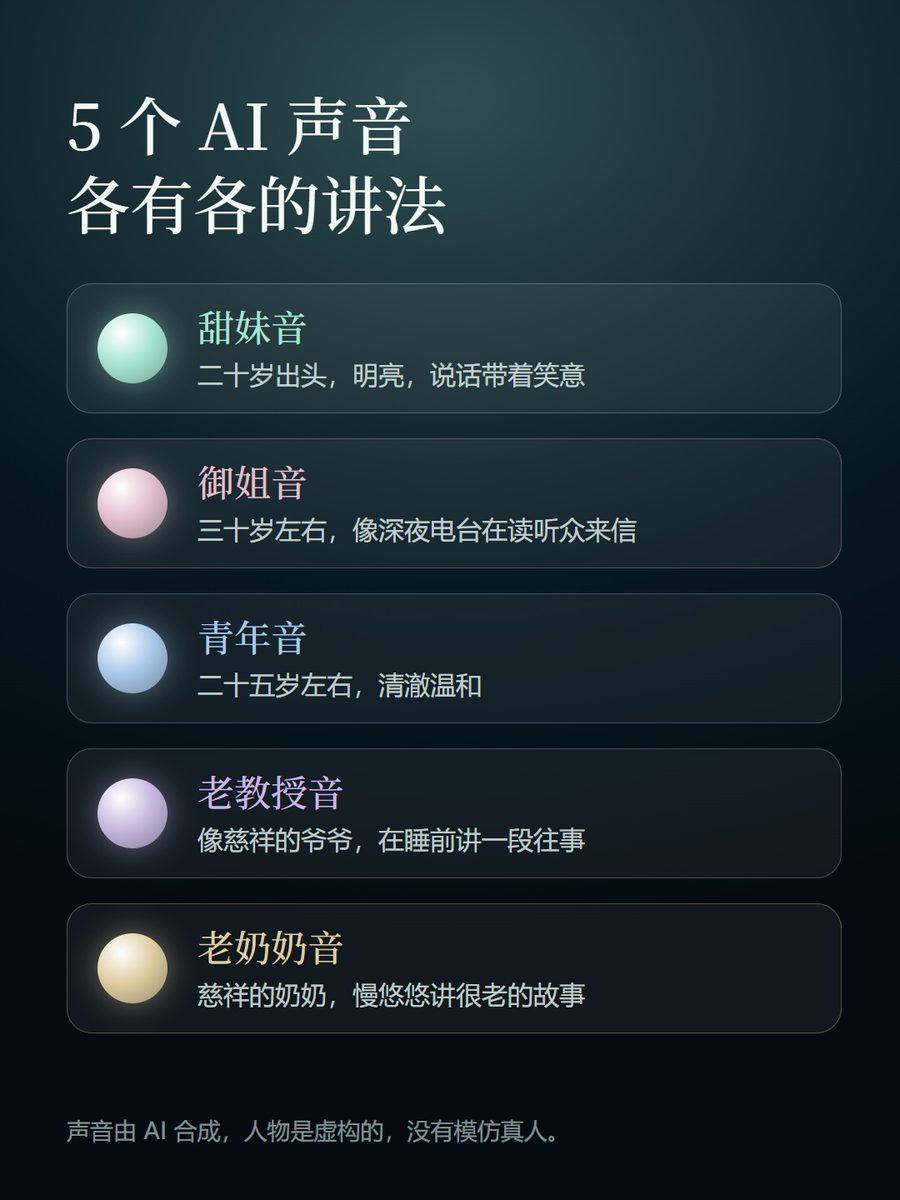 5 个 AI 声音
各有各的讲法
甜妹音
二十岁出头，明亮，说话带着笑意
御姐音
三十岁左右，像深夜电台在读听众来信
青年音
二十五岁左右，清澈温和
老教授音
像慈祥的爷爷，在睡前讲一段往事
老奶奶音
慈祥的奶奶，慢悠悠讲很老的故事
声音由 AI 合成，人物是虚构的，没有模仿真人。